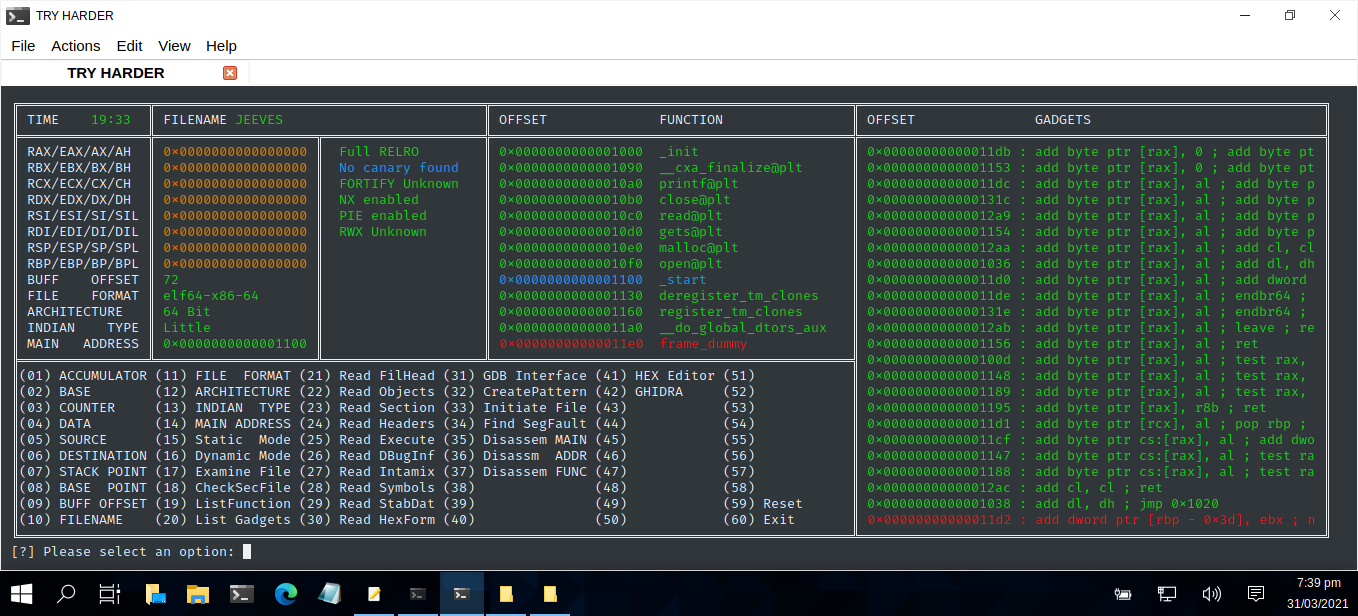 TRY HARDER
File Actions Edit View Help
TRY HARDER
TIME 19:33 FILENAME JEEVES OFFSET FUNCTION OFFSET GADGETS
RAX/EAX/AX/AH 0×0000000000000000 Full RELRO 0×0000000000001000 _init 0×00000000000011db : add byte ptr [rax], 0 ; add byte pt
RBX/EBX/BX/BH 0×0000000000000000 No canary found 0×0000000000001090 __cxa_finalize@plt 0×0000000000001153 : add byte ptr [rax], 0 ; add byte pt
RCX/ECX/CX/CH 0×0000000000000000 FORTIFY Unknown 0×00000000000010a0 printf@plt 0×00000000000011dc : add byte ptr [rax], al ; add byte p
RDX/EDX/DX/DH 0×0000000000000000 NX enabled 0×00000000000010b0 close@plt 0×000000000000131c : add byte ptr [rax], al ; add byte p
RSI/ESI/SI/SIL 0×0000000000000000 PIE enabled 0×00000000000010c0 read@plt 0×00000000000012a9 : add byte ptr [rax], al ; add byte p
RDI/EDI/DI/DIL 0×0000000000000000 RWX Unknown 0×00000000000010d0 gets@plt 0×0000000000001154 : add byte ptr [rax], al ; add byte p
RSP/ESP/SP/SPL 0×0000000000000000 0×00000000000010e0 malloc@plt 0×00000000000012aa : add byte ptr [rax], al ; add cl, cl
RBP/EBP/BP/BPL 0×0000000000000000 0×00000000000010f0 open@plt 0×0000000000001036 : add byte ptr [rax], al ; add dl, dh
BUFF OFFSET 72 0×0000000000001100 _start 0×00000000000011d0 : add byte ptr [rax], al ; add dword
FILE FORMAT elf64-x86-64 0×0000000000001130 deregister_tm_clones 0×00000000000011de : add byte ptr [rax], al ; endbr64 ;
ARCHITECTURE 64 Bit 0×0000000000001160 register_tm_clones 0×000000000000131e : add byte ptr [rax], al ; endbr64 ;
INDIAN TYPE Little 0×00000000000011a0 __do_global_dtors_aux 0×00000000000012ab : add byte ptr [rax], al ; leave ; re
MAIN ADDRESS 0×0000000000001100 0×00000000000011e0 frame_dummy 0×0000000000001156 : add byte ptr [rax], al ; ret
0×000000000000100d : add byte ptr [rax], al ; test rax,
(01) ACCUMULATOR (11) FILE FORMAT (21) Read FilHead (31) GDB Interface (41) HEX Editor (51) 0×0000000000001148 : add byte ptr [rax], al ; test rax,
(02) BASE (12) ARCHITECTURE (22) Read Objects (32) CreatePattern (42) GHIDRA (52) 0×0000000000001189 : add byte ptr [rax], al ; test rax,
(03) COUNTER (13) INDIAN TYPE (23) Read Section (33) Initiate File (43) (53) 0×0000000000001195 : add byte ptr [rax], r8b ; ret
(04) DATA (14) MAIN ADDRESS (24) Read Headers (34) Find SegFault (44) (54) 0×00000000000011d1 : add byte ptr [rcx], al ; pop rbp ;
(05) SOURCE (15) Static Mode (25) Read Execute (35) Disassem MAIN (45) (55) 0×00000000000011cf : add byte ptr cs:[rax], al ; add dwo
(06) DESTINATION (16) Dynamic Mode (26) Read DBugInf (36) Disassm ADDR (46) (56) 0×0000000000001147 : add byte ptr cs:[rax], al ; test ra
(07) STACK POINT (17) Examine File (27) Read Intamix (37) Disassem FUNC (47) (57) 0×0000000000001188 : add byte ptr cs:[rax], al ; test ra
(08) BASE POINT (18) CheckSecFile (28) Read Symbols (38) (48) (58) 0×00000000000012ac : add cl, cl ; ret
(09) BUFF OFFSET (19) ListFunction (29) Read StabDat (39) (49) (59) Reset 0×0000000000001038 : add dl, dh ; jmp 0×1020
(10) FILENAME (20) List Gadgets (30) Read HexForm (40) (50) (60) Exit 0×00000000000011d2 : add dword ptr [rbp - 0×3d], ebx ; n
[?] Please select an option:
7:39 pm
31/03/2021